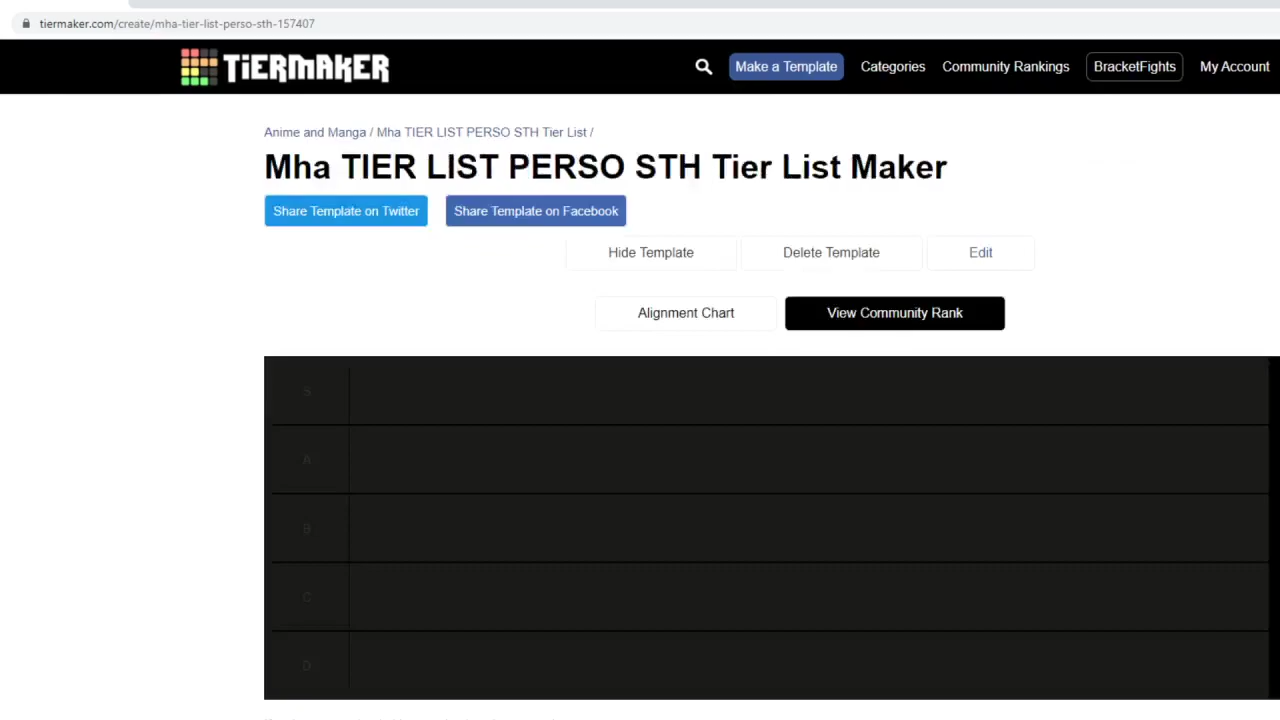 tiermaker.com/create/mha-tier-list-perso-sth-157407
TiERMAKER
Make a Template
Categories
Community Rankings
BracketFights
My Account
Anime and Manga / Mha TIER LIST PERSO STH Tier List /
Mha TIER LIST PERSO STH Tier List Maker
Share Template on Twitter
Share Template on Facebook
Hide Template
Delete Template
Edit
Alignment Chart
View Community Rank
S
A
B
C
D